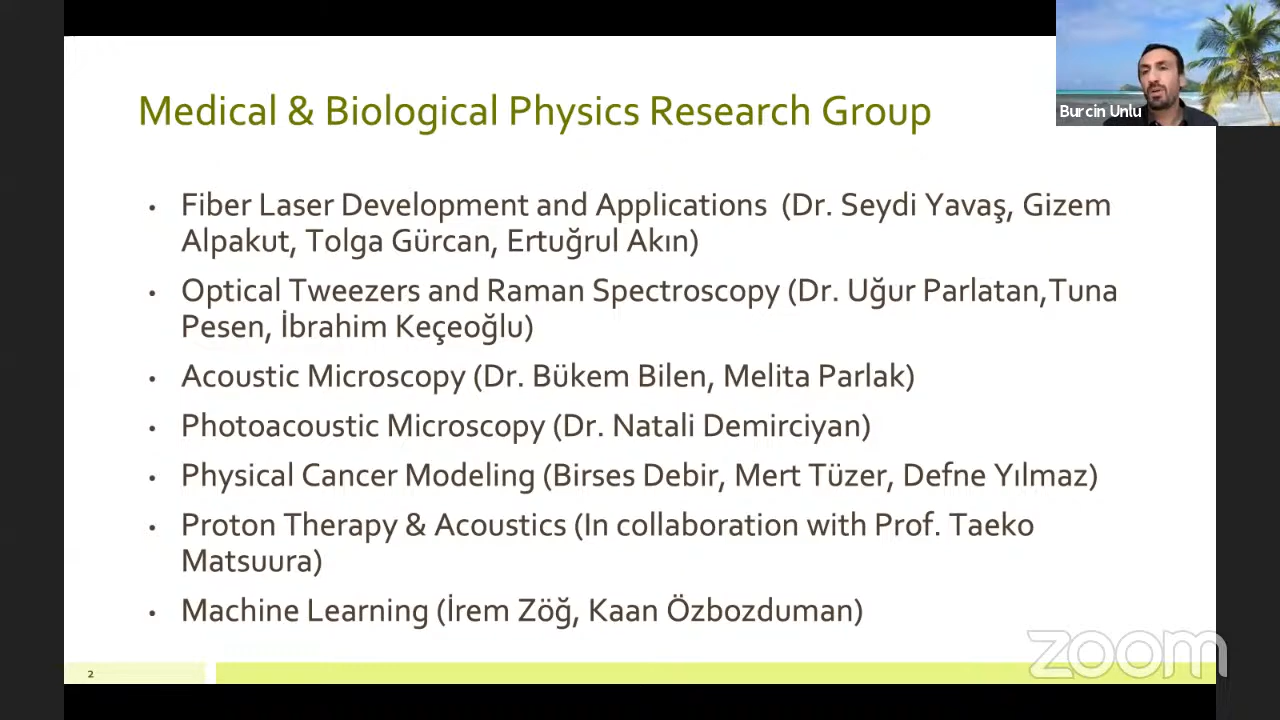 Medical & Biological Physics Research Group
Burcin Unlu
• Fiber Laser Development and Applications (Dr. Seydi Yavaş, Gizem
Alpakut, Tolga Gürcan, Ertuğrul Akın)
• Optical Tweezers and Raman Spectroscopy (Dr. Uğur Parlatan,Tuna
Pesen, İbrahim Keçeoğlu)
• Acoustic Microscopy (Dr. Bükem Bilen, Melita Parlak)
• Photoacoustic Microscopy (Dr. Natali Demirciyan)
• Physical Cancer Modeling (Birses Debir, Mert Tüzer, Defne Yılmaz)
• Proton Therapy & Acoustics (In collaboration with Prof. Taeko
Matsuura)
• Machine Learning (İrem Zöğ, Kaan Özbozduman)
zoom
2